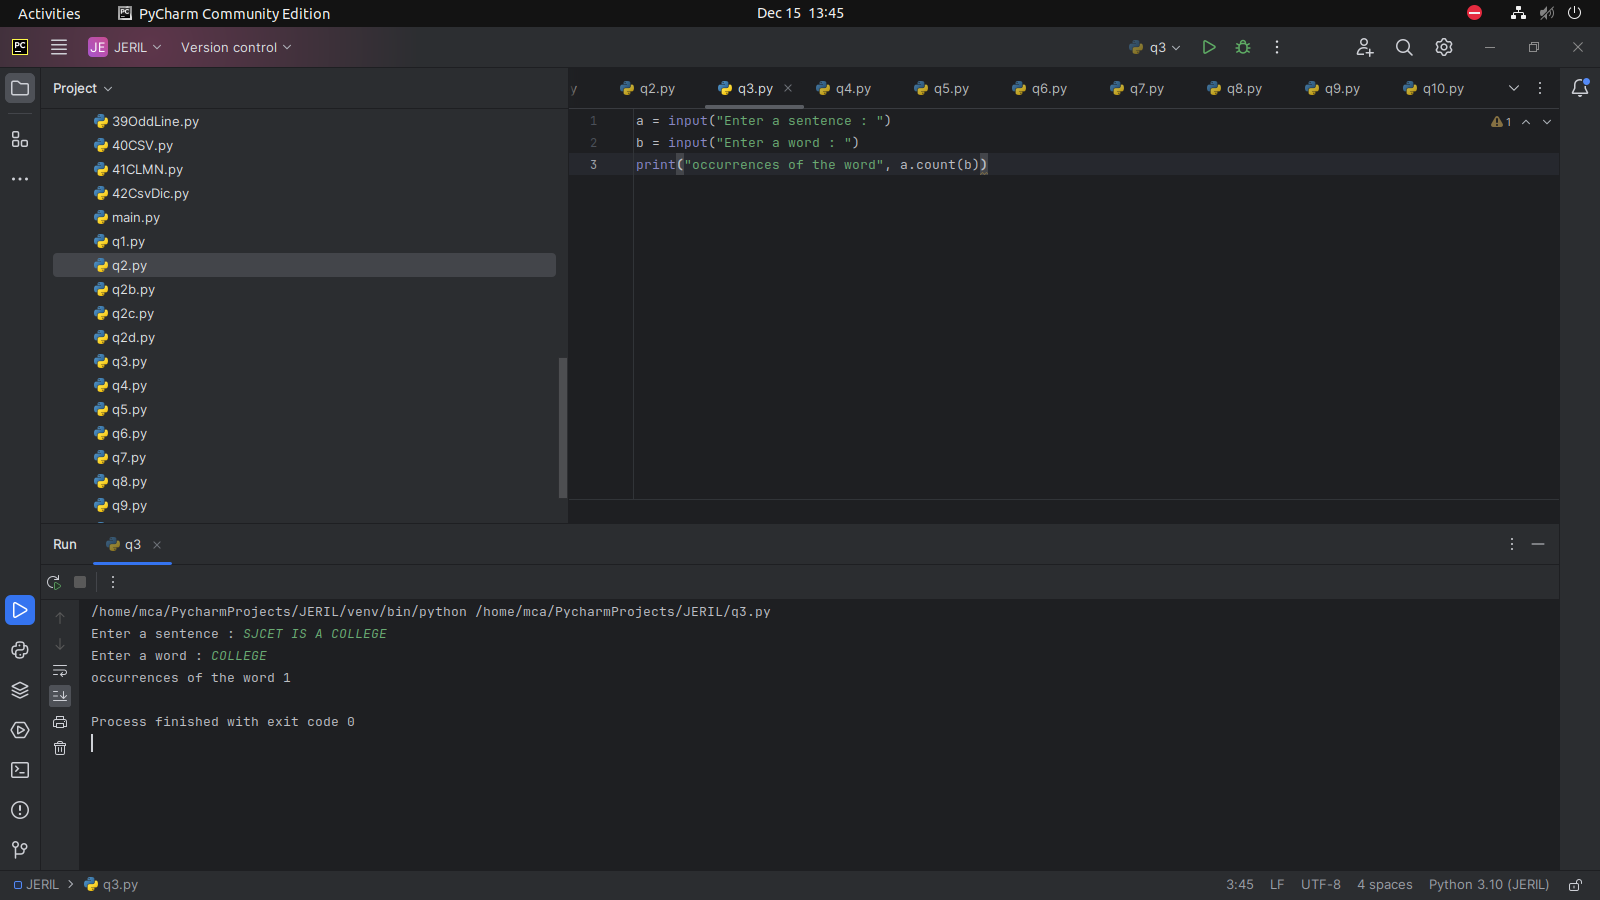 Activities PyCharm Community Edition Dec 15 13:45
PC JE JERIL Version control q3
Project y q2.py q3.py q4.py q5.py q6.py q7.py q8.py q9.py q10.py
39OddLine.py
40CSV.py
41CLMN.py
42CsvDic.py
main.py
q1.py
q2.py
q2b.py
q2c.py
q2d.py
q3.py
q4.py
q5.py
q6.py
q7.py
q8.py
q9.py
1 a = input("Enter a sentence : ") 1
2 b = input("Enter a word : ")
3 print("occurrences of the word", a.count(b))
Run q3
/home/mca/PycharmProjects/JERIL/venv/bin/python /home/mca/PycharmProjects/JERIL/q3.py
Enter a sentence : SJCET IS A COLLEGE
Enter a word : COLLEGE
occurrences of the word 1
Process finished with exit code 0
JERIL q3.py 3:45 LF UTF-8 4 spaces Python 3.10 (JERIL)